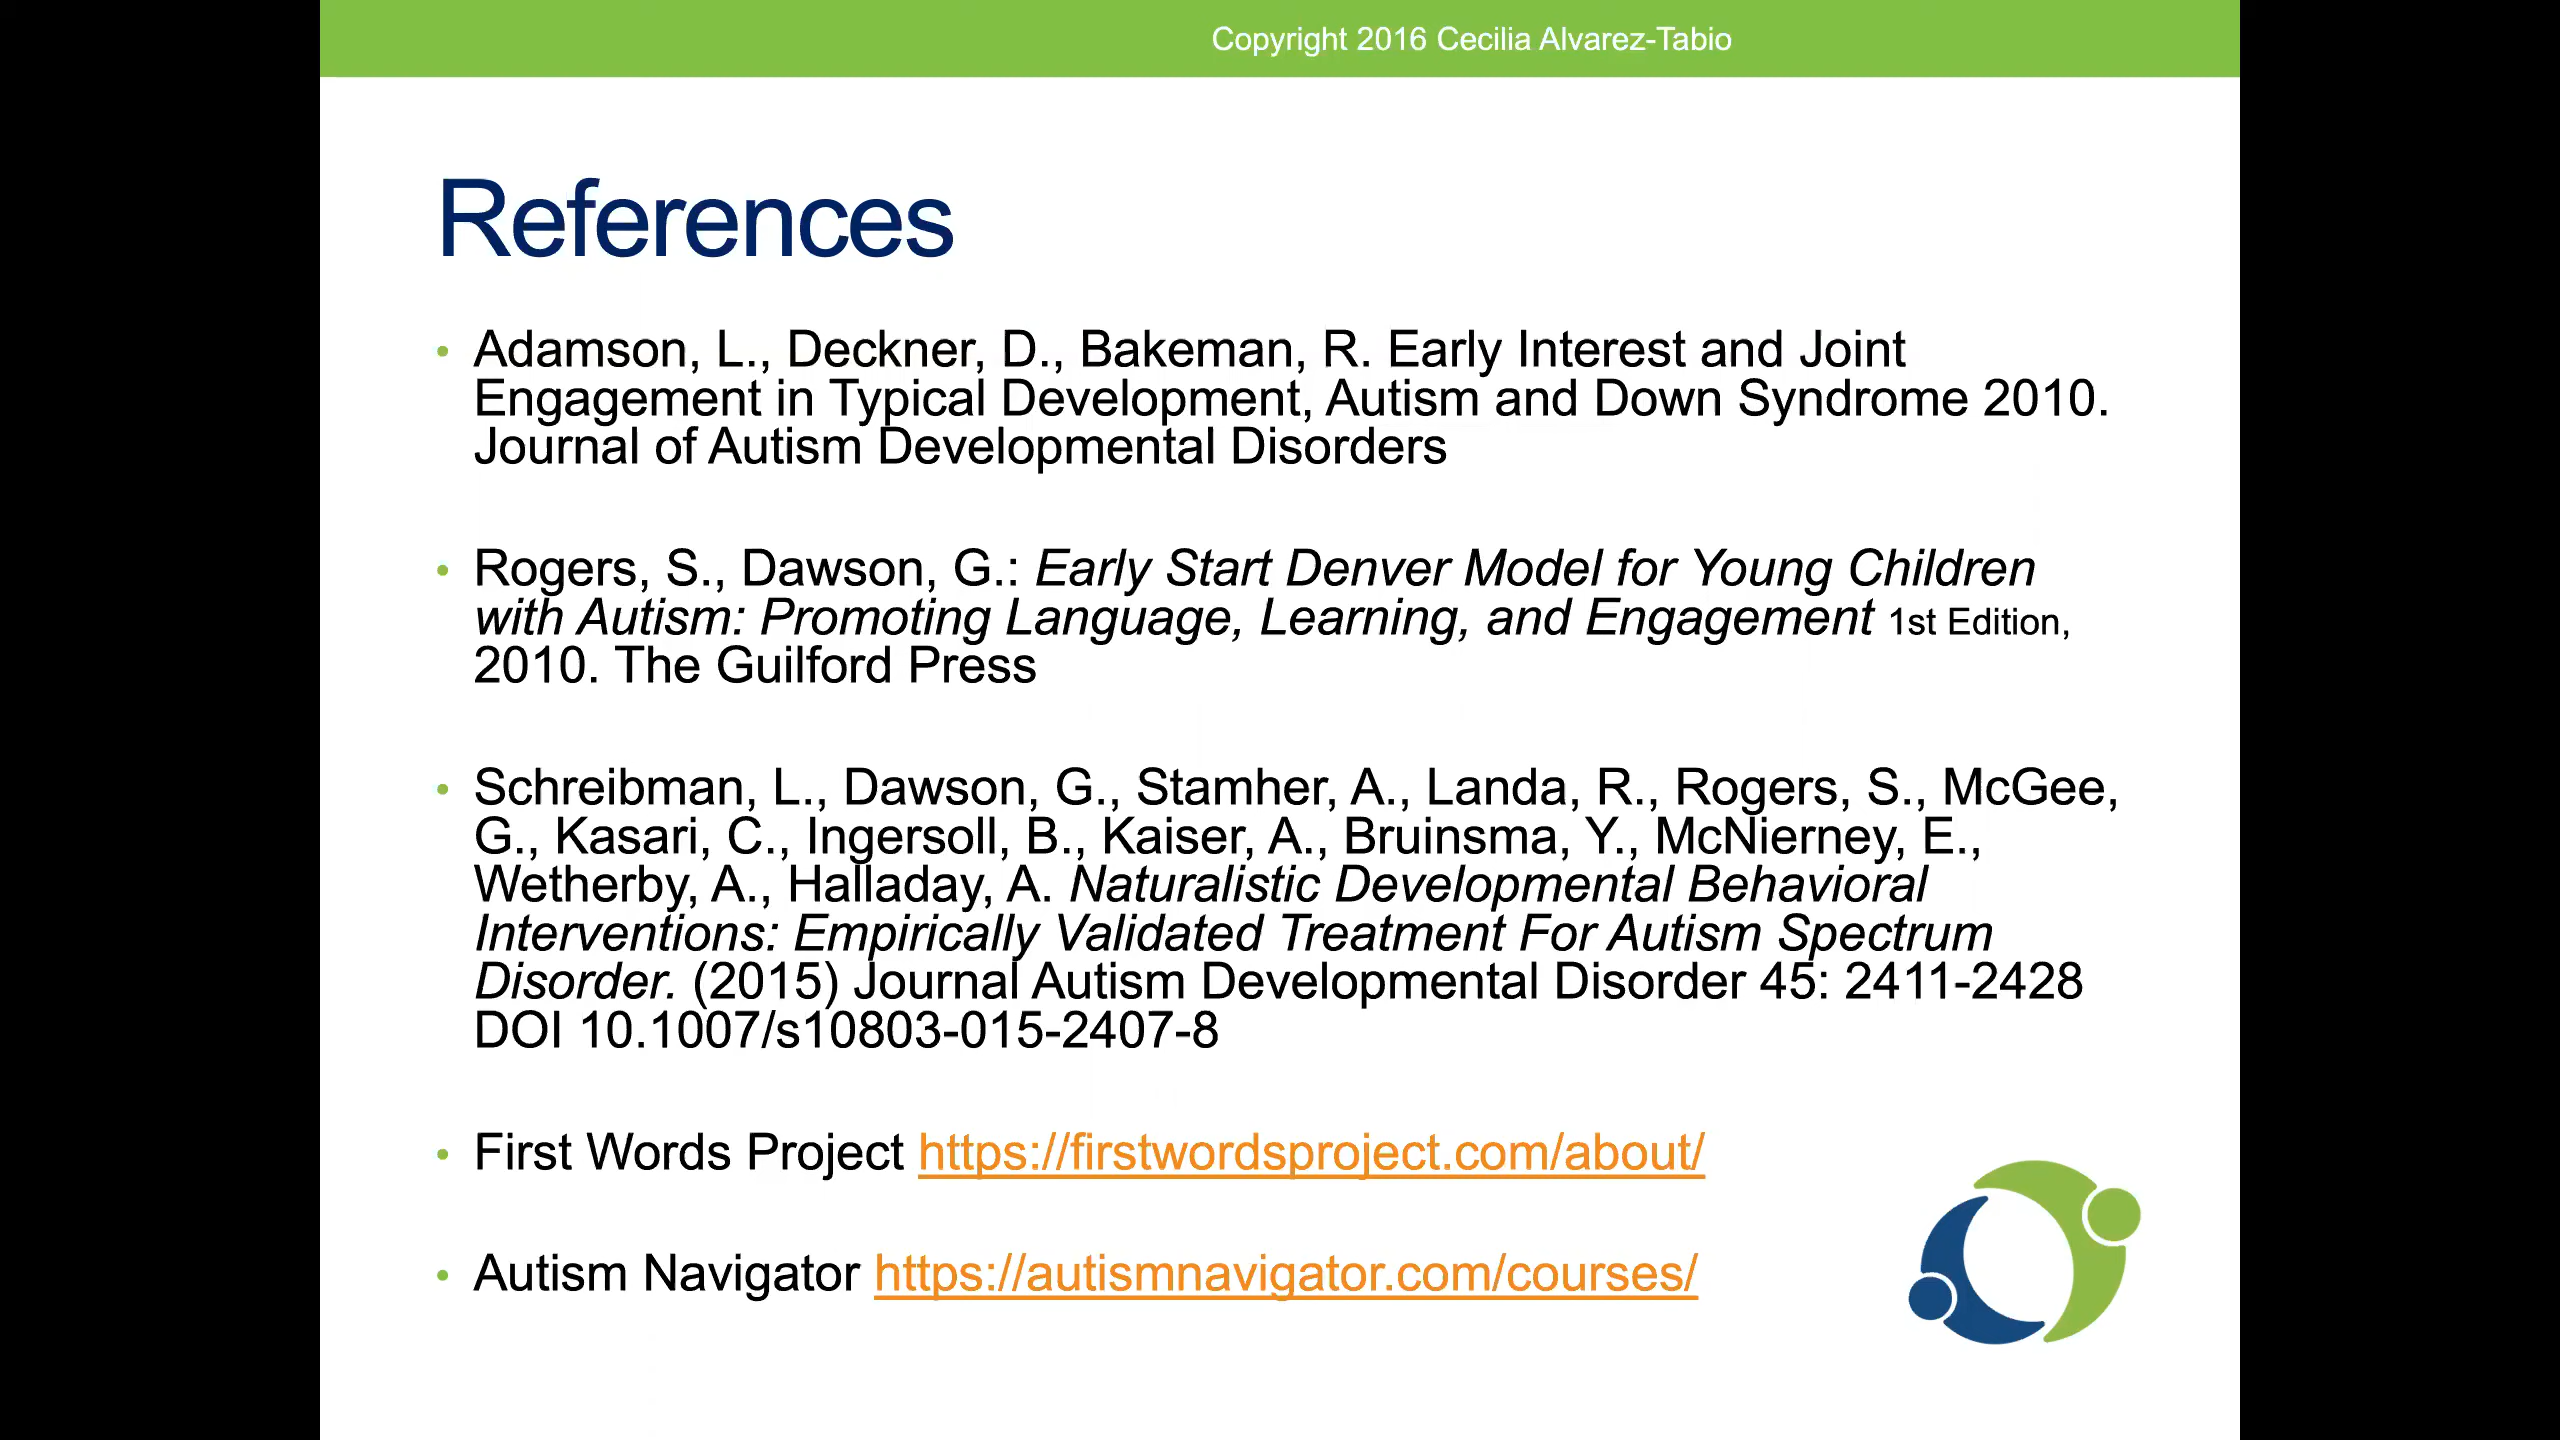 Copyright 2016 Cecilia Alvarez-Tabio
References
• Adamson, L., Deckner, D., Bakeman, R. Early Interest and Joint
Engagement in Typical Development, Autism and Down Syndrome 2010.
Journal of Autism Developmental Disorders
• Rogers, S., Dawson, G.: Early Start Denver Model for Young Children
with Autism: Promoting Language, Learning, and Engagement 1st Edition,
2010. The Guilford Press
• Schreibman, L., Dawson, G., Stamher, A., Landa, R., Rogers, S., McGee,
G., Kasari, C., Ingersoll, B., Kaiser, A., Bruinsma, Y., McNierney, E.,
Wetherby, A., Halladay, A. Naturalistic Developmental Behavioral
Interventions: Empirically Validated Treatment For Autism Spectrum
Disorder. (2015) Journal Autism Developmental Disorder 45: 2411-2428
DOI 10.1007/s10803-015-2407-8
• First Words Project https://firstwordsproject.com/about/
• Autism Navigator https://autismnavigator.com/courses/